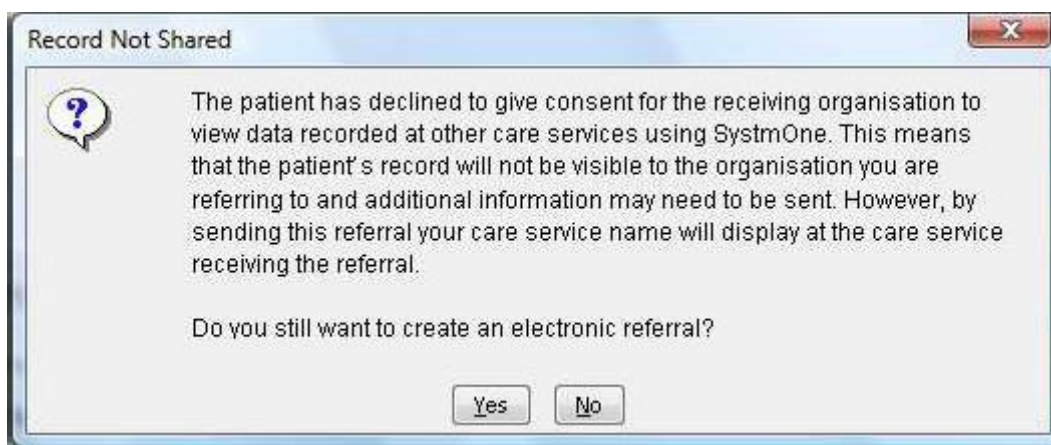 Record Not Shared
The patient has declined to give consent for the receiving organisation to
view data recorded at other care services using SystmOne. This means
that the patient's record will not be visible to the organisation you are
referring to and additional information may need to be sent. However, by
sending this referral your care service name will display at the care service
receiving the referral.
Do you still want to create an electronic referral?
Yes No